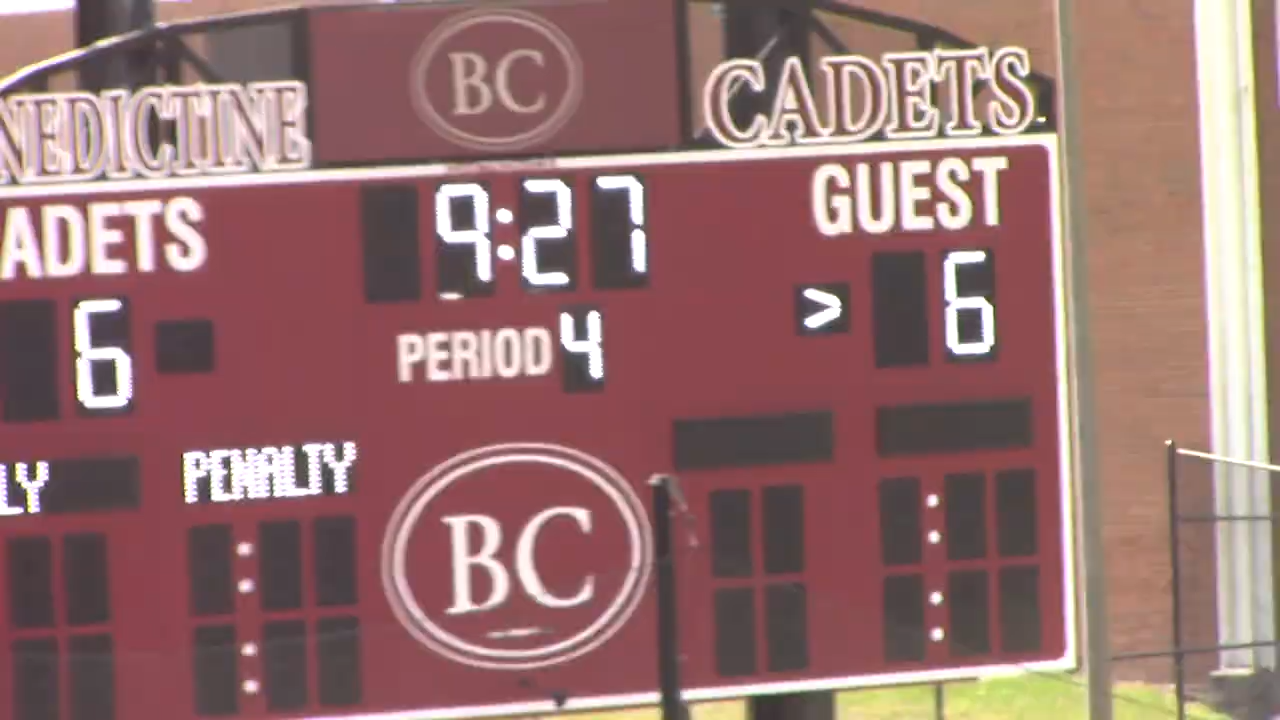 BC
NEDICTINE CADETS
ADETS 9:27 GUEST
6 PERIOD 4 > 6
LY PENALTY
BC